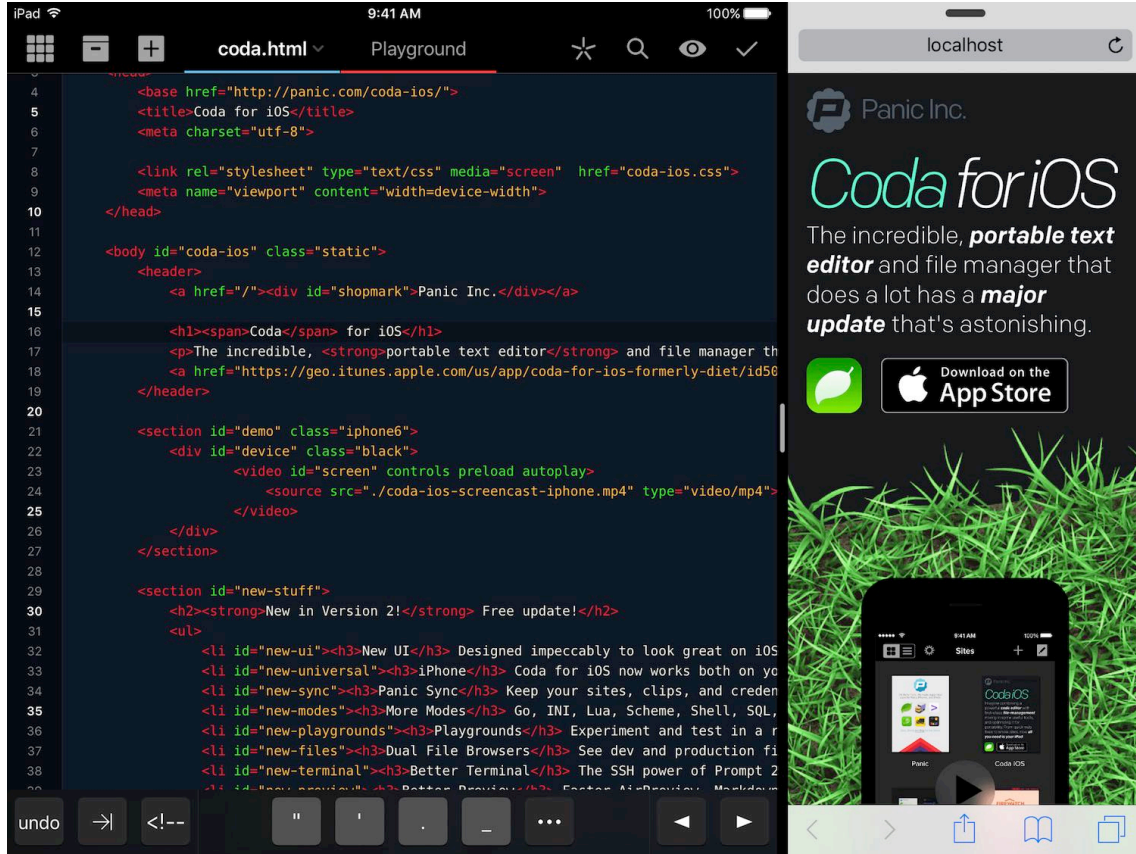 iPad
9:41 AM
100%
coda.html
Playground
4 <base href="http://panic.com/coda-ios/">
5 <title>Coda for iOS</title>
6 <meta charset="utf-8">
7
8 <link rel="stylesheet" type="text/css" media="screen"  href="coda-ios.css">
9 <meta name="viewport" content="width=device-width">
10 </head>
11
12 <body id="coda-ios" class="static">
13 <header>
14 <a href="/"><div id="shopmark">Panic Inc.</div></a>
15
16 <h1><span>Coda</span> for iOS</h1>
17 <p>The incredible, <strong>portable text editor</strong> and file manager th
18 <a href="https://geo.itunes.apple.com/us/app/coda-for-ios-formerly-diet/id50
19 </header>
20
21 <section id="demo" class="iphone6">
22 <div id="device" class="black">
23 <video id="screen" controls preload autoplay>
24 <source src="./coda-ios-screencast-iphone.mp4" type="video/mp4">
25 </video>
26 </div>
27 </section>
28
29 <section id="new-stuff">
30 <h2><strong>New in Version 2!</strong> Free update!</h2>
31 <ul>
32 <li id="new-ui"><h3>New UI</h3> Designed impeccably to look great on iOS
33 <li id="new-universal"><h3>iPhone</h3> Coda for iOS now works both on yo
34 <li id="new-sync"><h3>Panic Sync</h3> Keep your sites, clips, and creden
35 <li id="new-modes"><h3>More Modes</h3> Go, INI, Lua, Scheme, Shell, SQL,
36 <li id="new-playgrounds"><h3>Playgrounds</h3> Experiment and test in a r
37 <li id="new-files"><h3>Dual File Browsers</h3> See dev and production fi
38 <li id="new-terminal"><h3>Better Terminal</h3> The SSH power of Prompt 2
undo
<!--
"
'
.
_
•••
localhost
Panic Inc.
Coda for iOS
The incredible, portable text
editor and file manager that
does a lot has a major
update that's astonishing.
Download on the
App Store
9:41 AM
100%
Sites
Coda iOS
Panic
Coda IOS